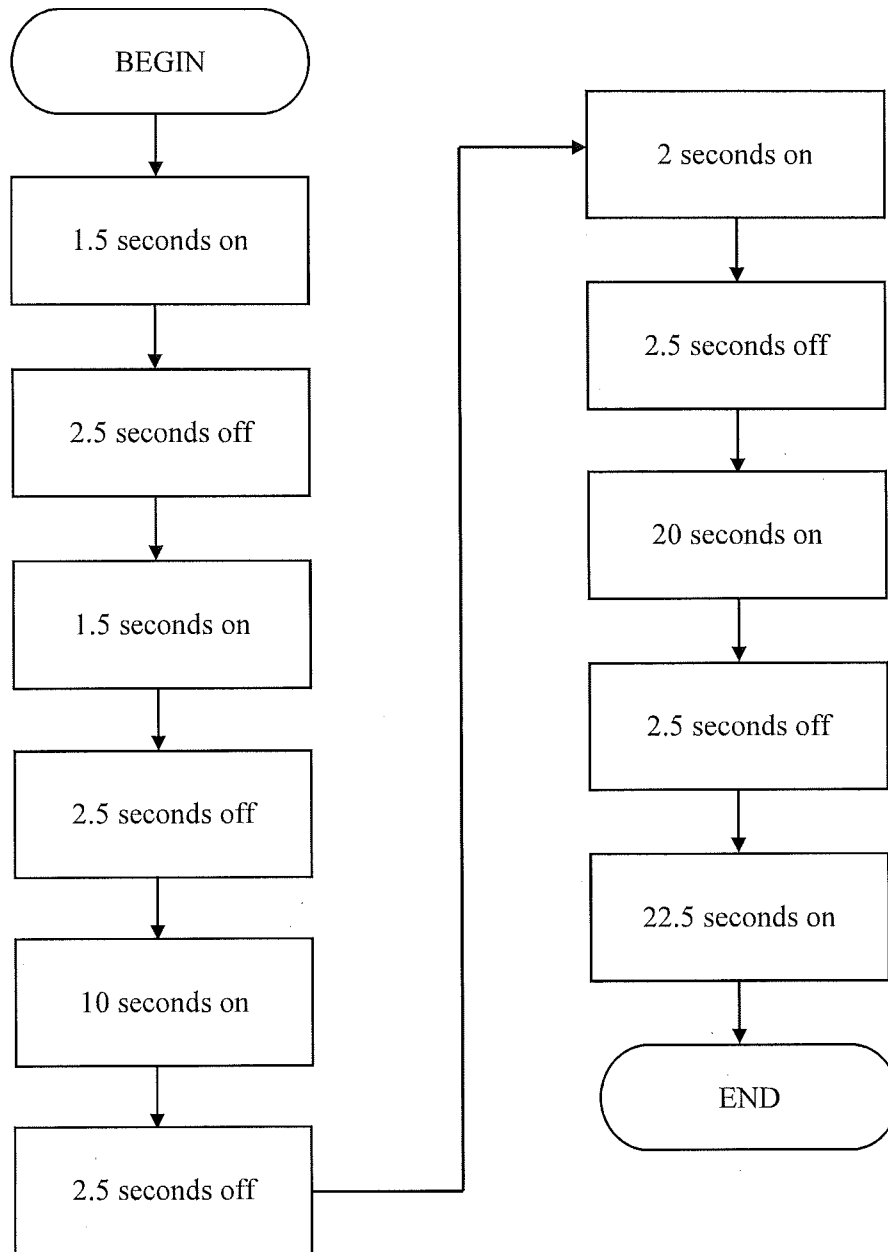 BEGIN
1.5 seconds on
2.5 seconds off
1.5 seconds on
2.5 seconds off
10 seconds on
2.5 seconds off
2 seconds on
2.5 seconds off
20 seconds on
2.5 seconds off
22.5 seconds on
END